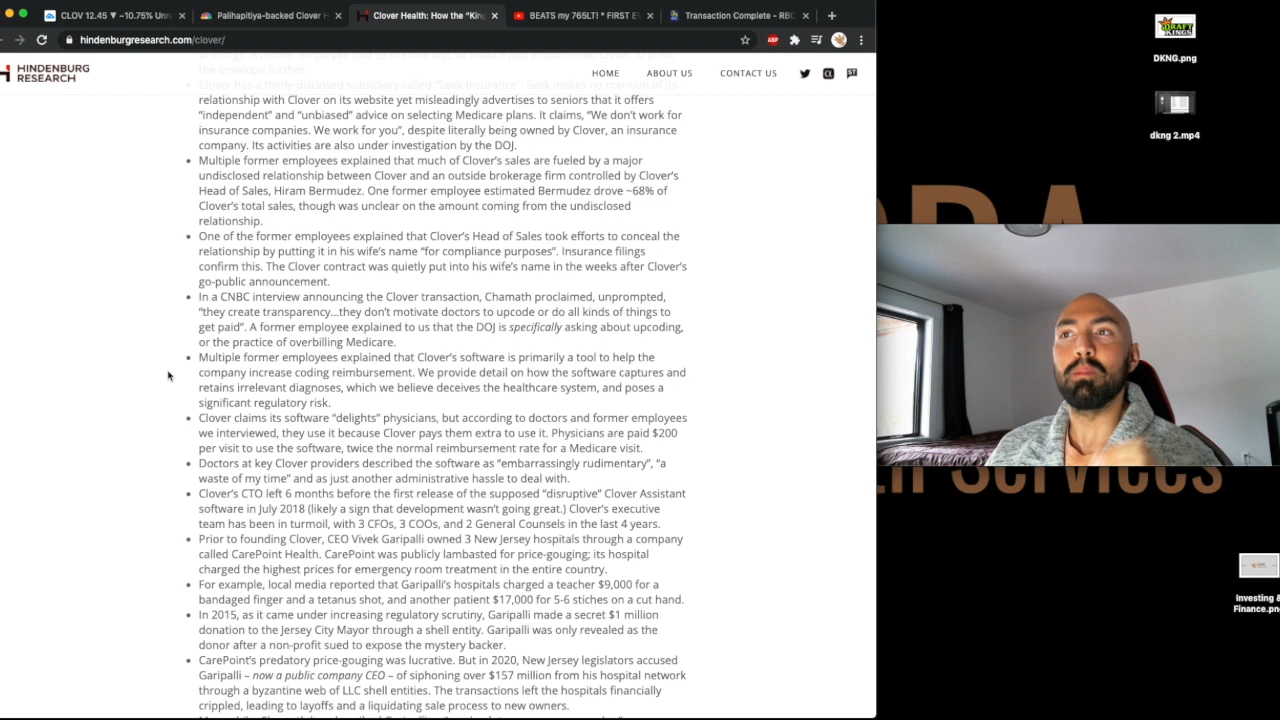 CLOV 12.45 ▼ −10.75% Unna
Palihapitiya-backed Clover H
Clover Health: How the “Kin
BEATS my 765LT! * FIRST E
Transaction Complete - RBC
hindenburgresearch.com/clover/
HINDENBURG
RESEARCH
HOME ABOUT US CONTACT US
the envelope further.
Clover has a thinly-disclosed subsidiary called “Seek Insurance”. Seek makes no mention of its
relationship with Clover on its website yet misleadingly advertises to seniors that it offers
“independent” and “unbiased” advice on selecting Medicare plans. It claims, “We don’t work for
insurance companies. We work for you”, despite literally being owned by Clover, an insurance
company. Its activities are also under investigation by the DOJ.
Multiple former employees explained that much of Clover’s sales are fueled by a major
undisclosed relationship between Clover and an outside brokerage firm controlled by Clover’s
Head of Sales, Hiram Bermudez. One former employee estimated Bermudez drove ~68% of
Clover’s total sales, though was unclear on the amount coming from the undisclosed
relationship.
One of the former employees explained that Clover’s Head of Sales took efforts to conceal the
relationship by putting it in his wife’s name “for compliance purposes”. Insurance filings
confirm this. The Clover contract was quietly put into his wife’s name in the weeks after Clover’s
go-public announcement.
In a CNBC interview announcing the Clover transaction, Chamath proclaimed, unprompted,
“they create transparency…they don’t motivate doctors to upcode or do all kinds of things to
get paid”. A former employee explained to us that the DOJ is specifically asking about upcoding,
or the practice of overbilling Medicare.
Multiple former employees explained that Clover’s software is primarily a tool to help the
company increase coding reimbursement. We provide detail on how the software captures and
retains irrelevant diagnoses, which we believe deceives the healthcare system, and poses a
significant regulatory risk.
Clover claims its software “delights” physicians, but according to doctors and former employees
we interviewed, they use it because Clover pays them extra to use it. Physicians are paid $200
per visit to use the software, twice the normal reimbursement rate for a Medicare visit.
Doctors at key Clover providers described the software as “embarrassingly rudimentary”, “a
waste of my time” and as just another administrative hassle to deal with.
Clover’s CTO left 6 months before the first release of the supposed “disruptive” Clover Assistant
software in July 2018 (likely a sign that development wasn’t going great.) Clover’s executive
team has been in turmoil, with 3 CFOs, 3 COOs, and 2 General Counsels in the last 4 years.
Prior to founding Clover, CEO Vivek Garipalli owned 3 New Jersey hospitals through a company
called CarePoint Health. CarePoint was publicly lambasted for price-gouging; its hospital
charged the highest prices for emergency room treatment in the entire country.
For example, local media reported that Garipalli’s hospitals charged a teacher $9,000 for a
bandaged finger and a tetanus shot, and another patient $17,000 for 5-6 stiches on a cut hand.
In 2015, as it came under increasing regulatory scrutiny, Garipalli made a secret $1 million
donation to the Jersey City Mayor through a shell entity. Garipalli was only revealed as the
donor after a non-profit sued to expose the mystery backer.
CarePoint’s predatory price-gouging was lucrative. But in 2020, New Jersey legislators accused
Garipalli – now a public company CEO – of siphoning over $157 million from his hospital network
through a byzantine web of LLC shell entities. The transactions left the hospitals financially
crippled, leading to layoffs and a liquidating sale process to new owners.
DRAFT
KINGS
DKNG.png
dkng 2.mp4
Services
Investing &
Finance.pn